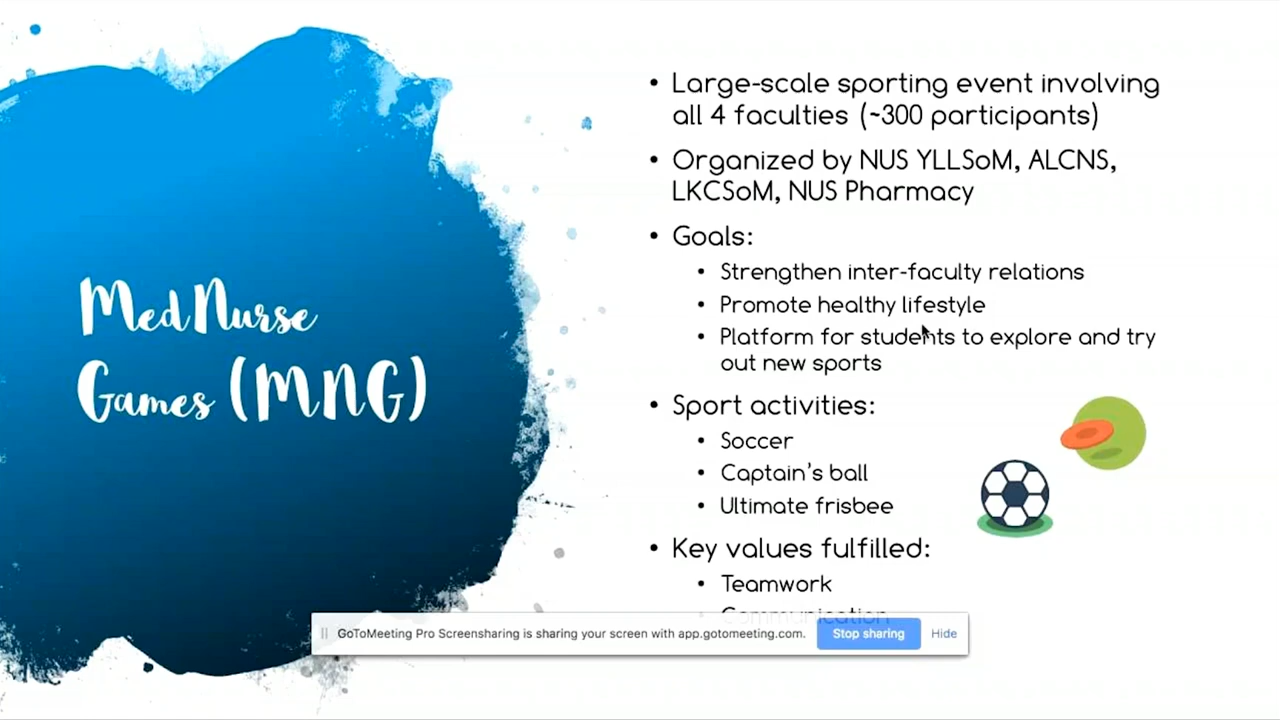 MedNurse
Games (MNG)
• Large-scale sporting event involving
all 4 faculties (~300 participants)
• Organized by NUS YLLSoM, ALCNS,
LKCSoM, NUS Pharmacy
• Goals:
• Strengthen inter-faculty relations
• Promote healthy lifestyle
• Platform for students to explore and try
out new sports
• Sport activities:
• Soccer
• Captain's ball
• Ultimate frisbee
• Key values fulfilled:
• Teamwork
• Communication
GoToMeeting Pro Screensharing is sharing your screen with app.gotomeeting.com.
Stop sharing
Hide